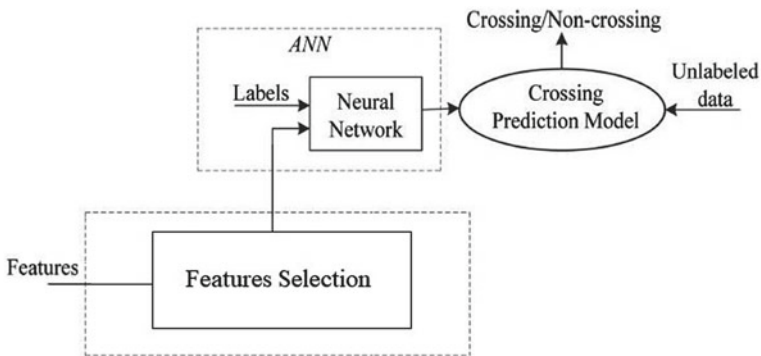 Crossing/Non-crossing
ANN
Unlabeled
data
Labels
Neural
Network
Crossing
Prediction Model
Features
Features Selection